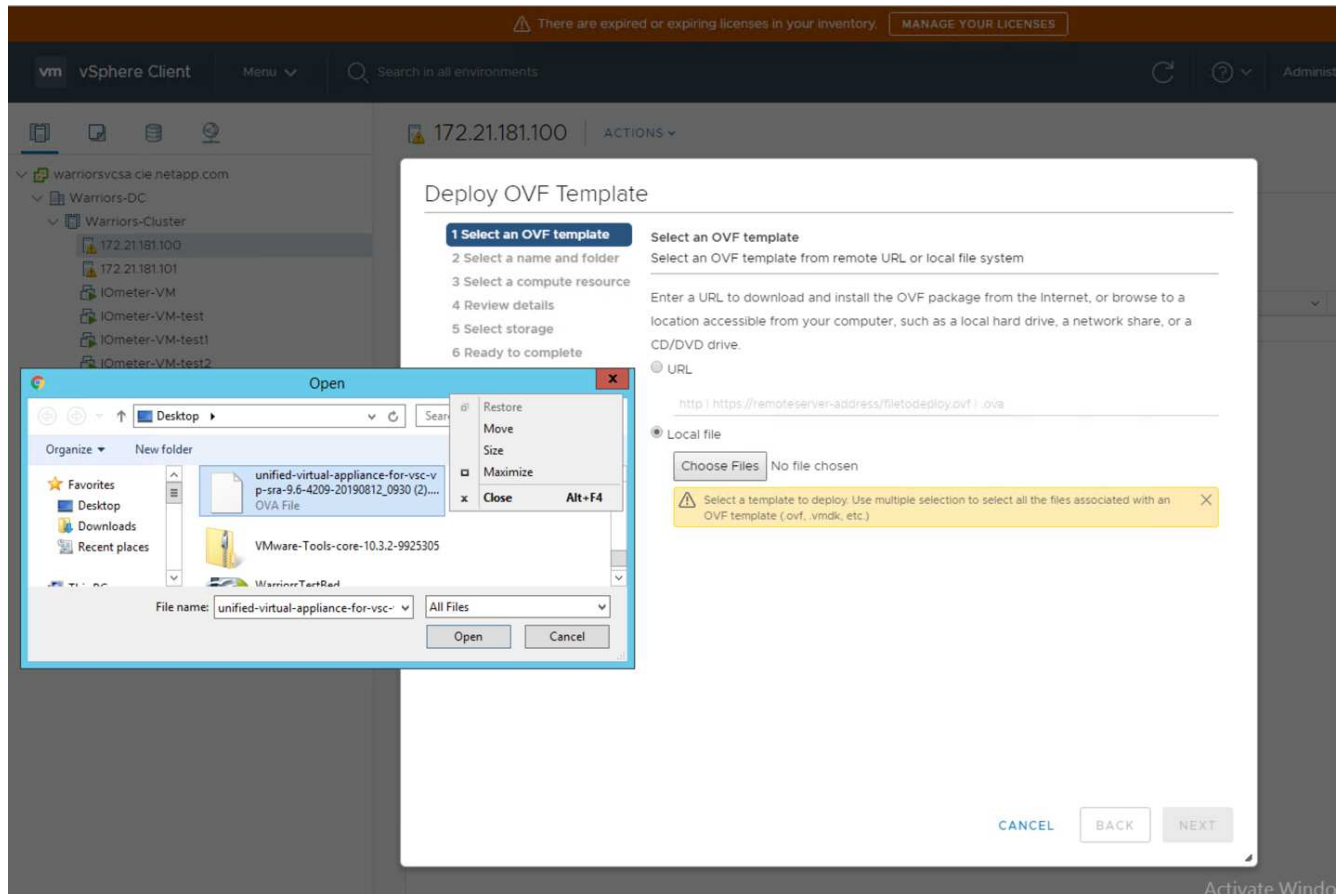 There are expired or expiring licenses in your inventory. MANAGE YOUR LICENSES
vm vSphere Client Menu Search in all environments Administ
172.21.181.100 ACTIONS
warriorsvcsa.cie.netapp.com
Warriors-DC
Warriors-Cluster
172.21.181.100
172.21.181.101
IOmeter-VM
IOmeter-VM-test
IOmeter-VM-test1
IOmeter-VM-test2
Deploy OVF Template
1 Select an OVF template
2 Select a name and folder
3 Select a compute resource
4 Review details
5 Select storage
6 Ready to complete
Select an OVF template
Select an OVF template from remote URL or local file system
Enter a URL to download and install the OVF package from the Internet, or browse to a
location accessible from your computer, such as a local hard drive, a network share, or a
CD/DVD drive.
URL
http | https://remoteserver-address/filetodeploy.ovf | .ova
Local file
Choose Files No file chosen
Select a template to deploy. Use multiple selection to select all the files associated with an
OVF template (.ovf, .vmdk, etc.)
CANCEL BACK NEXT
Open
x
Desktop
Sear
Organize New folder
Favorites
Desktop
Downloads
Recent places
unified-virtual-appliance-for-vsc-v
p-sra-9.6-4209-20190812_0930 (2)....
OVA File
VMware-Tools-core-10.3.2-9925305
Restore
Move
Size
Maximize
x Close Alt+F4
File name: unified-virtual-appliance-for-vsc- All Files
Open Cancel
Activate Windo